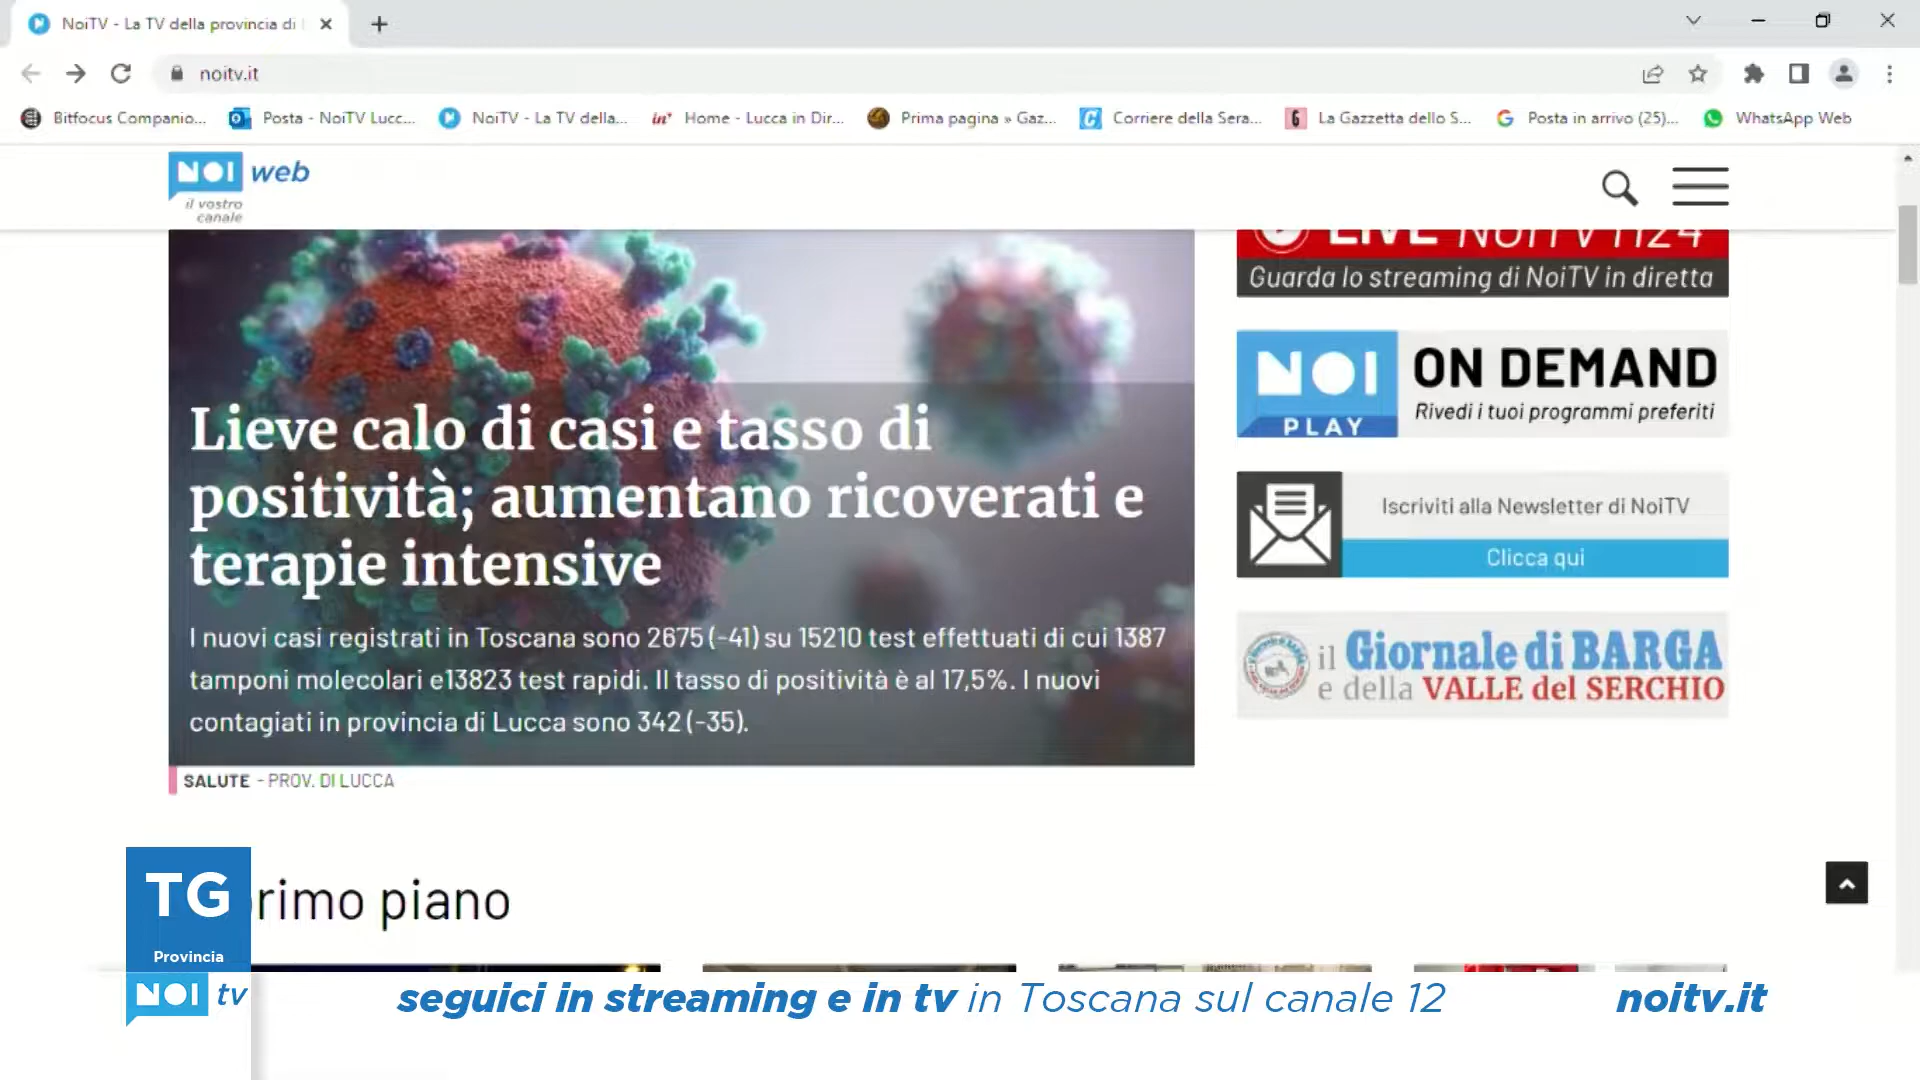 NoiTV - La TV della provincia di
noitv.it
Bitfocus Companio...
Posta - NoiTV Lucc...
NoiTV - La TV della...
in+ Home - Lucca in Dir...
Prima pagina » Gaz...
C Corriere della Sera...
G La Gazzetta dello S...
G Posta in arrivo (25)...
WhatsApp Web
NOI web
il vostro
canale
LIVE NOITV h24
Guarda lo streaming di NoiTV in diretta
NOI
PLAY
ON DEMAND
Rivedi i tuoi programmi preferiti
Lieve calo di casi e tasso di
positività; aumentano ricoverati e
terapie intensive
I nuovi casi registrati in Toscana sono 2675 (-41) su 15210 test effettuati di cui 1387
tamponi molecolari e13823 test rapidi. Il tasso di positività è al 17,5%. I nuovi
contagiati in provincia di Lucca sono 342 (-35).
Iscriviti alla Newsletter di NoiTV
Clicca qui
il Giornale di BARGA
e della VALLE del SERCHIO
SALUTE - PROV. DI LUCCA
rimo piano
TG
Provincia
NOI tv
seguici in streaming e in tv in Toscana sul canale 12
noitv.it